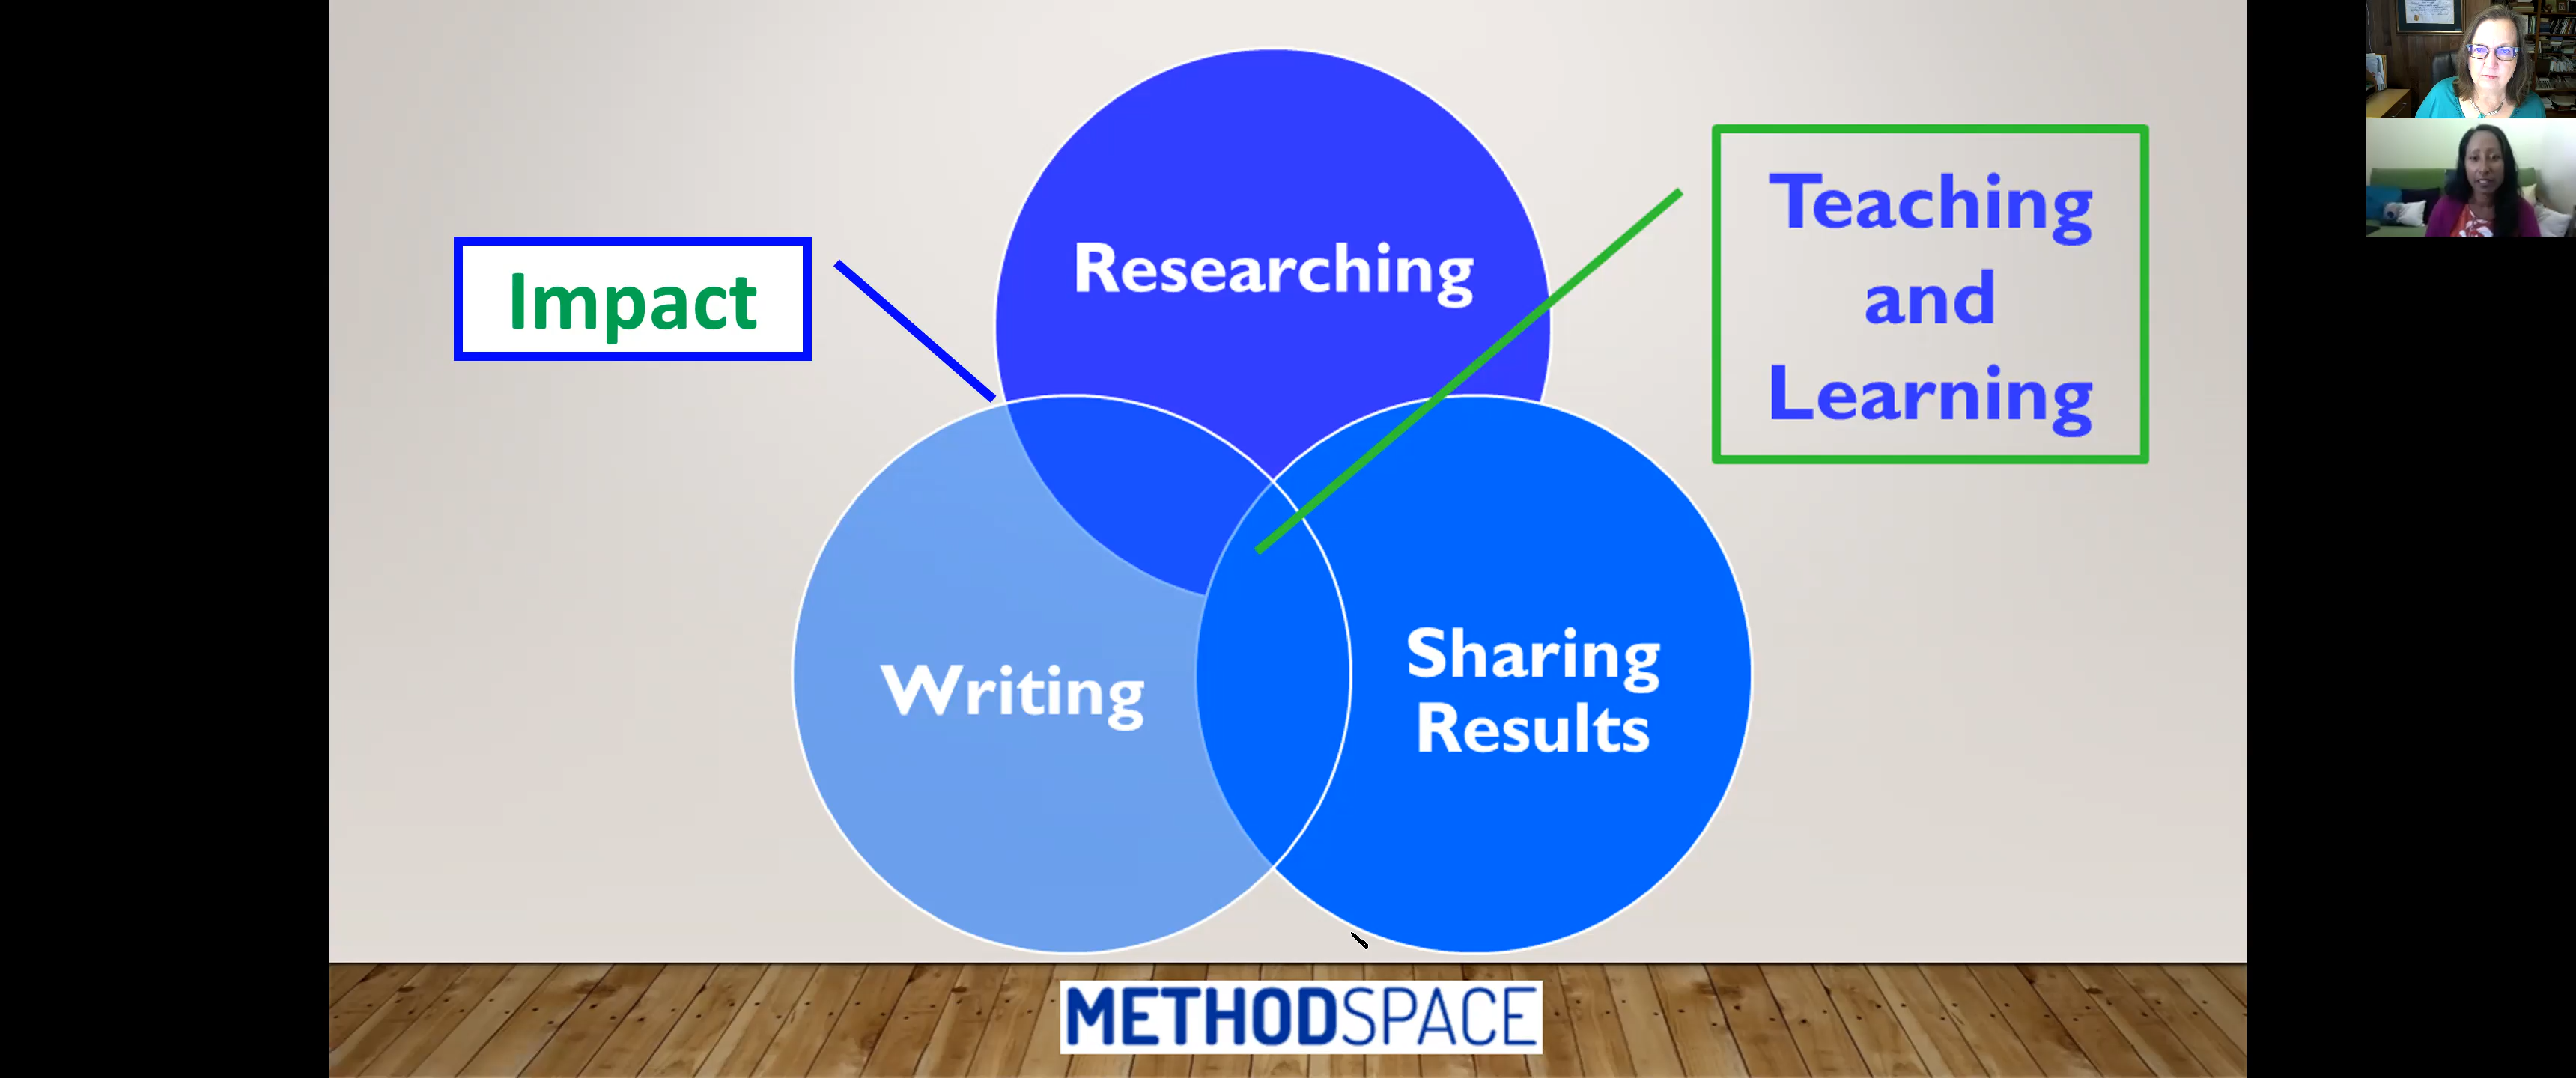 Researching
Impact
Teaching
and
Learning
Writing
Sharing
Results
METHODSPACE